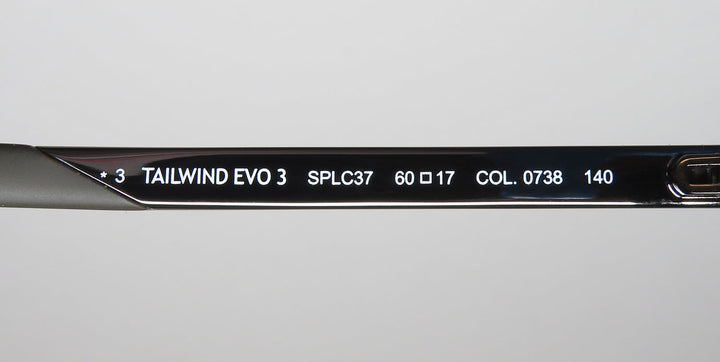 * 3 TAILWIND EVO 3 SPLC37 60□17 COL. 0738 140